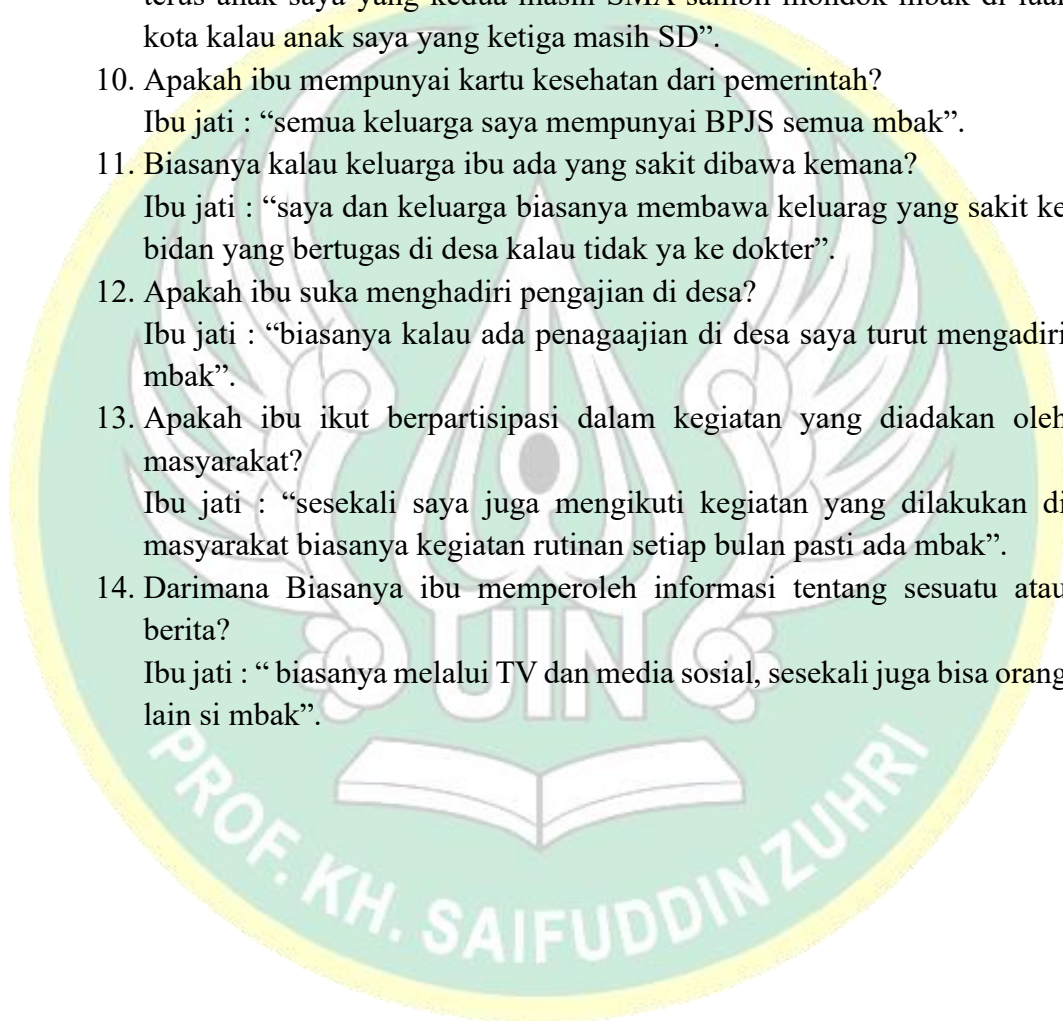 terus anak saya yang kedua masih SMA sambil mondok mbak di luar
kota kalau anak saya yang ketiga masih SD”.
10. Apakah ibu mempunyai kartu kesehatan dari pemerintah?
Ibu jati : “semua keluarga saya mempunyai BPJS semua mbak”.
11. Biasanya kalau keluarga ibu ada yang sakit dibawa kemana?
Ibu jati : “saya dan keluarga biasanya membawa keluarag yang sakit ke
bidan yang bertugas di desa kalau tidak ya ke dokter”.
12. Apakah ibu suka menghadiri pengajian di desa?
Ibu jati : “biasanya kalau ada penagaajian di desa saya turut mengadiri
mbak”.
13. Apakah ibu ikut berpartisipasi dalam kegiatan yang diadakan oleh
masyarakat?
Ibu jati : “sesekali saya juga mengikuti kegiatan yang dilakukan di
masyarakat biasanya kegiatan rutinan setiap bulan pasti ada mbak”.
14. Darimana Biasanya ibu memperoleh informasi tentang sesuatu atau
berita?
Ibu jati : “ biasanya melalui TV dan media sosial, sesekali juga bisa orang
lain si mbak”.
UIN
PROF. KH. SAIFUDDIN ZUHRI